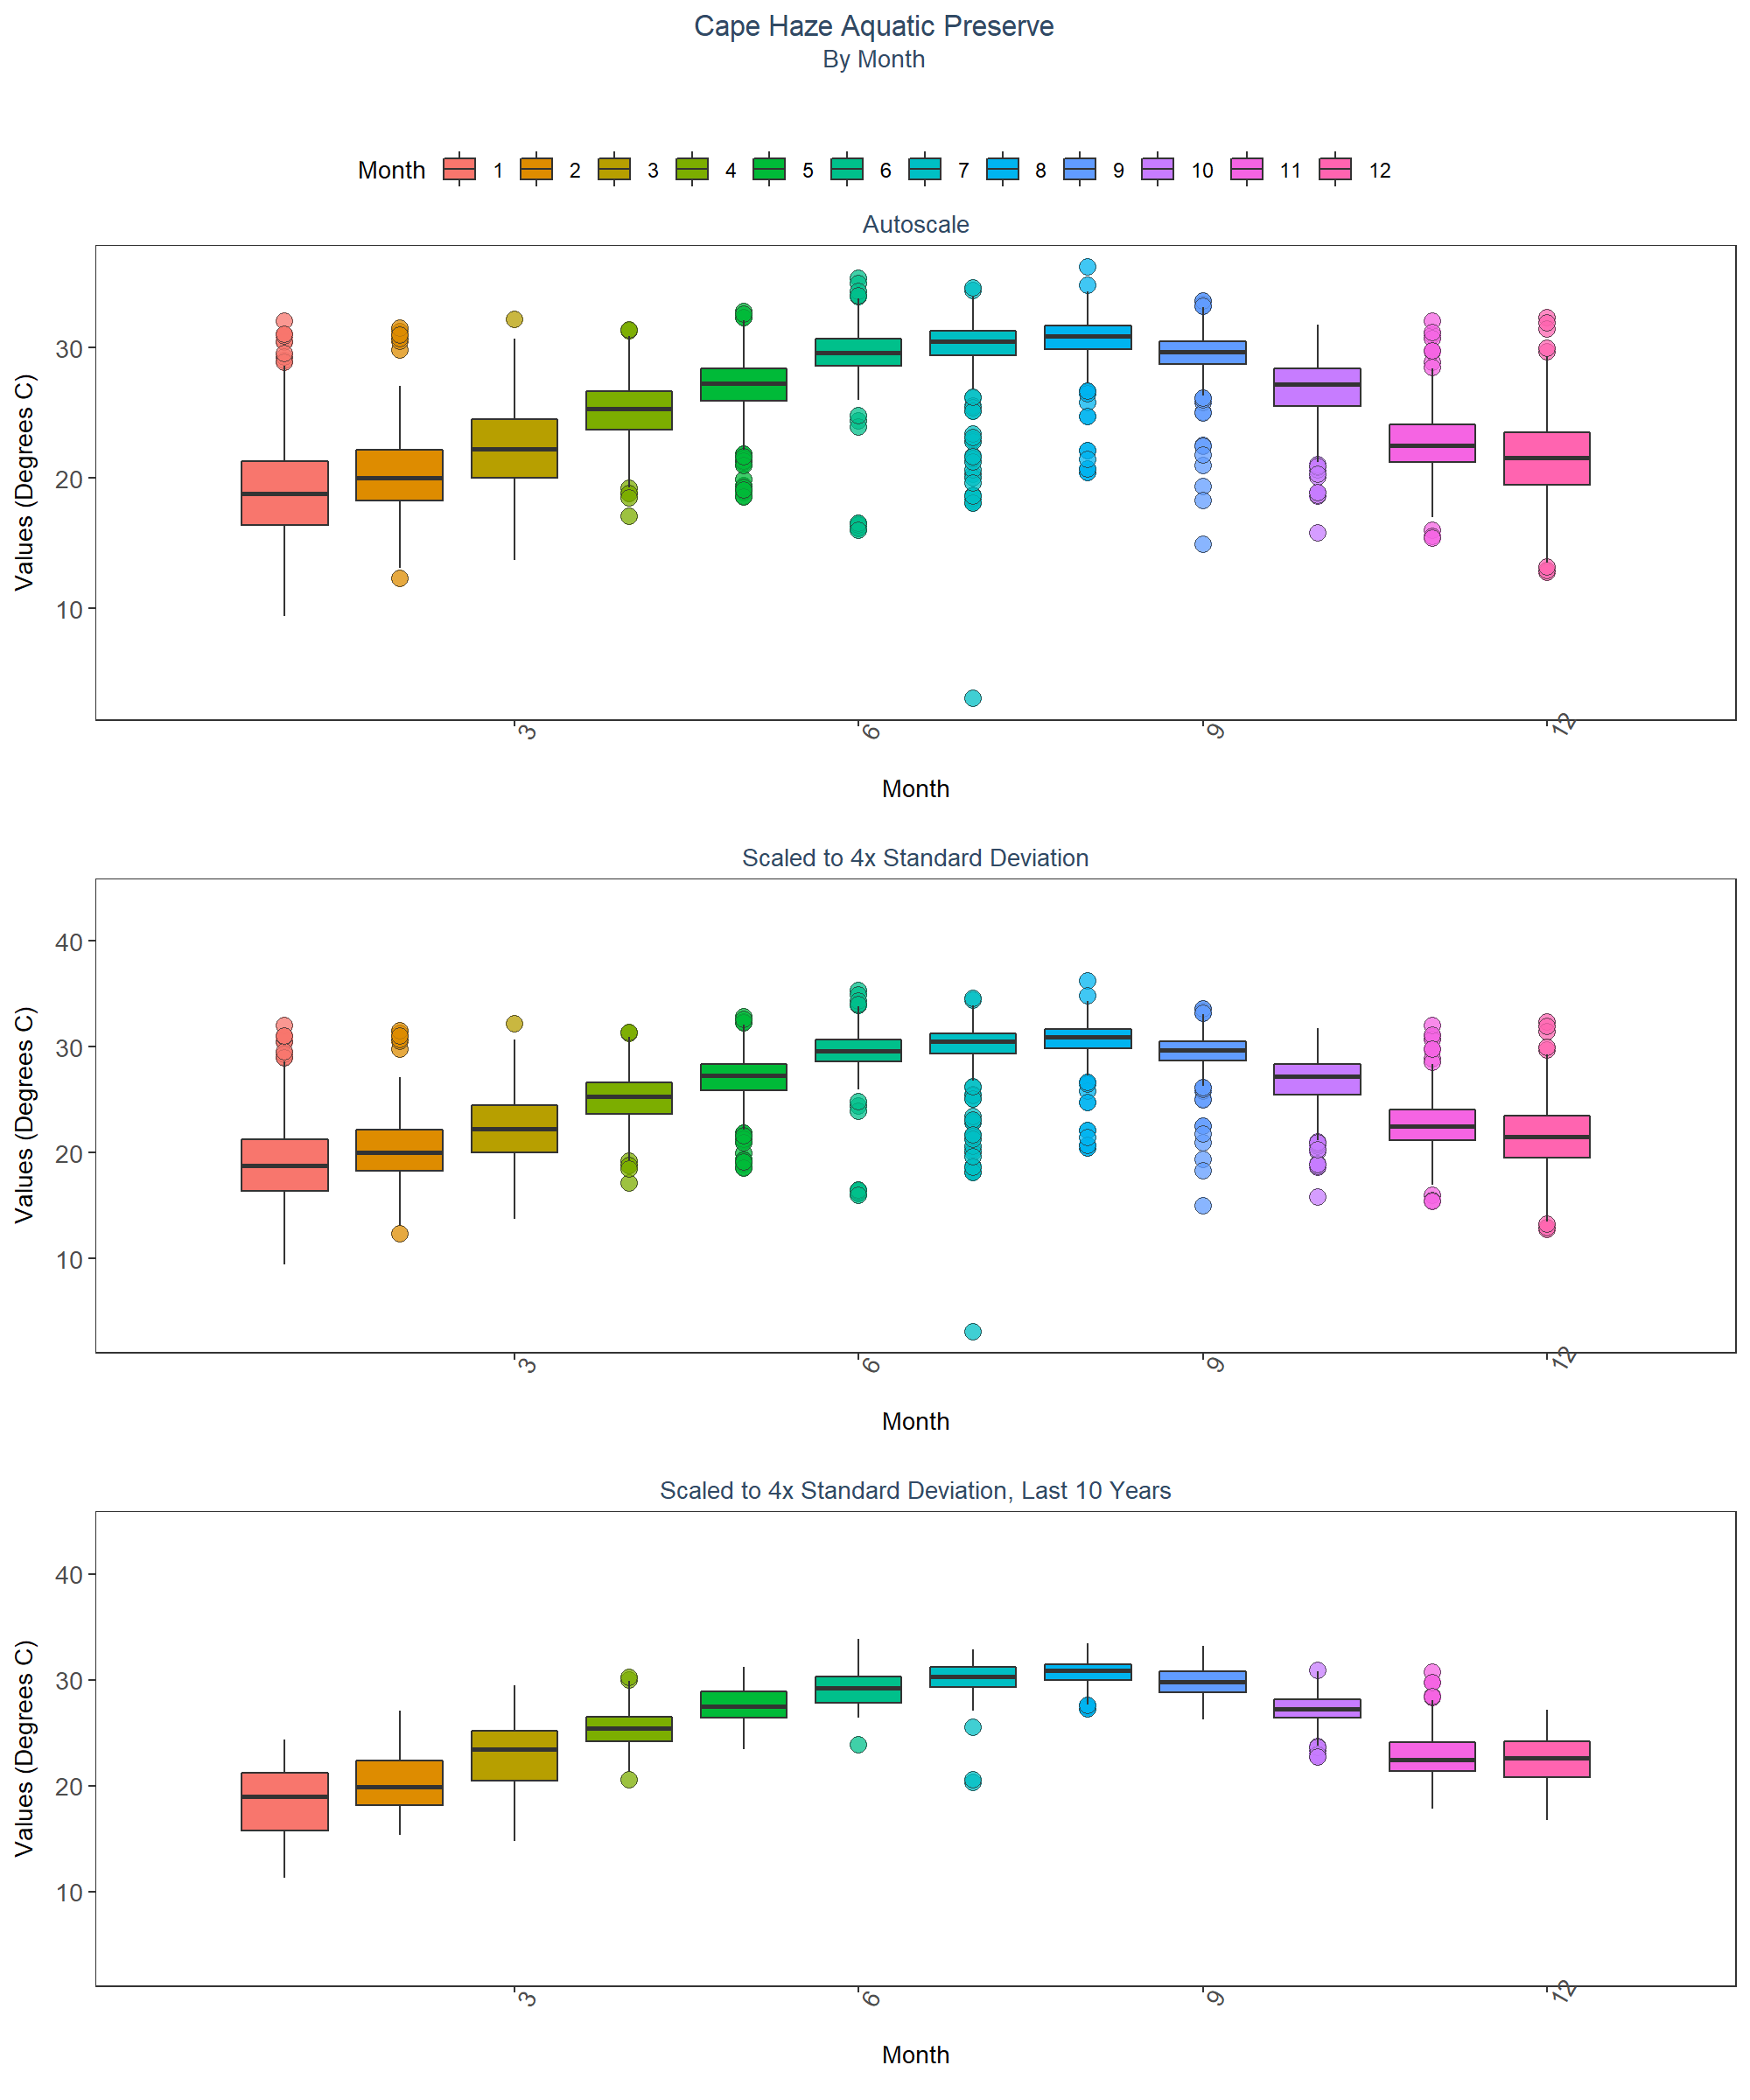 Cape Haze Aquatic Preserve
By Month
Month 1 2 3 4 5 6 7 8 9 10 11 12
Autoscale
Values (Degrees C)
30
20
10
3 6 9 12
Month
Scaled to 4x Standard Deviation
Values (Degrees C)
40
30
20
10
3 6 9 12
Month
Scaled to 4x Standard Deviation, Last 10 Years
Values (Degrees C)
40
30
20
10
3 6 9 12
Month